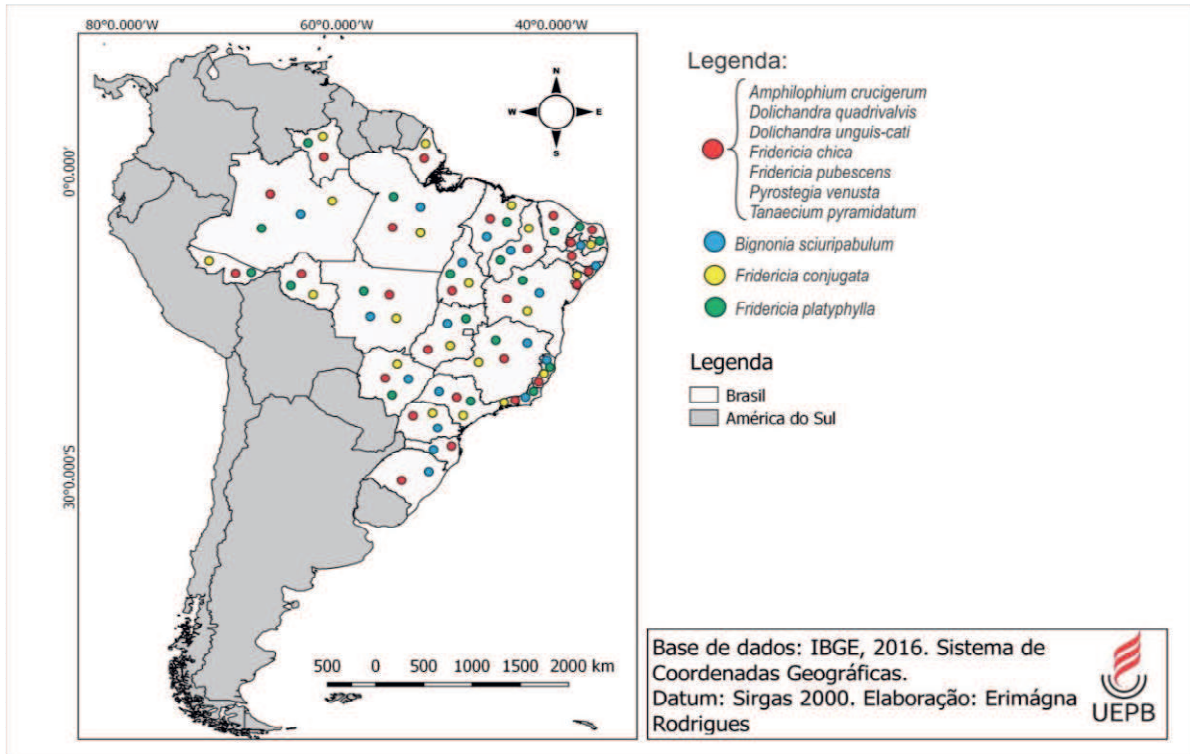 80°0.000'W
60°0.000'W
40°0.000'W
0°0.000'
30°0.000'S
N
W
E
S
500 0 500 1000 1500 2000 km
Legenda:
Amphilophium crucigerum
Dolichandra quadrivalvis
Dolichandra unguis-cati
Fridericia chica
Fridericia pubescens
Pyrostegia venusta
Tanaecium pyramidatum
Bignonia sciuripabulum
Fridericia conjugata
Fridericia platyphylla
Legenda
Brasil
América do Sul
Base de dados: IBGE, 2016. Sistema de
Coordenadas Geográficas.
Datum: Sirgas 2000. Elaboração: Erimágna
Rodrigues
UEPB